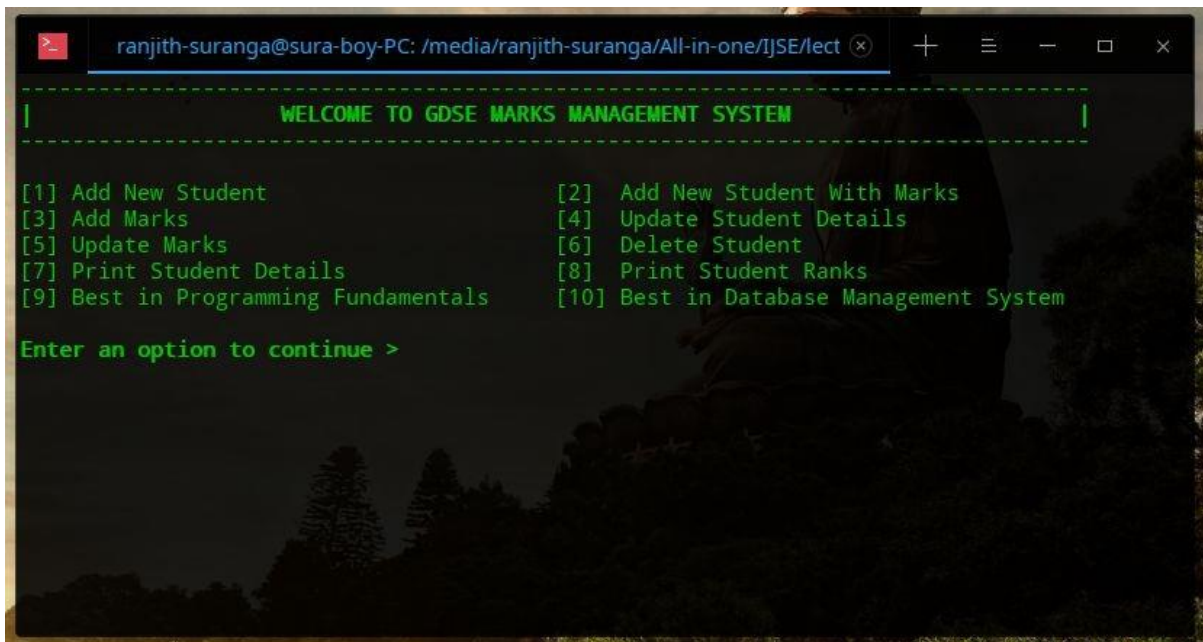 ranjith-suranga@sura-boy-PC: /media/ranjith-suranga/All-in-one/IJSE/lect
WELCOME TO GDSE MARKS MANAGEMENT SYSTEM
[1] Add New Student [2] Add New Student With Marks
[3] Add Marks [4] Update Student Details
[5] Update Marks [6] Delete Student
[7] Print Student Details [8] Print Student Ranks
[9] Best in Programming Fundamentals [10] Best in Database Management System
Enter an option to continue >